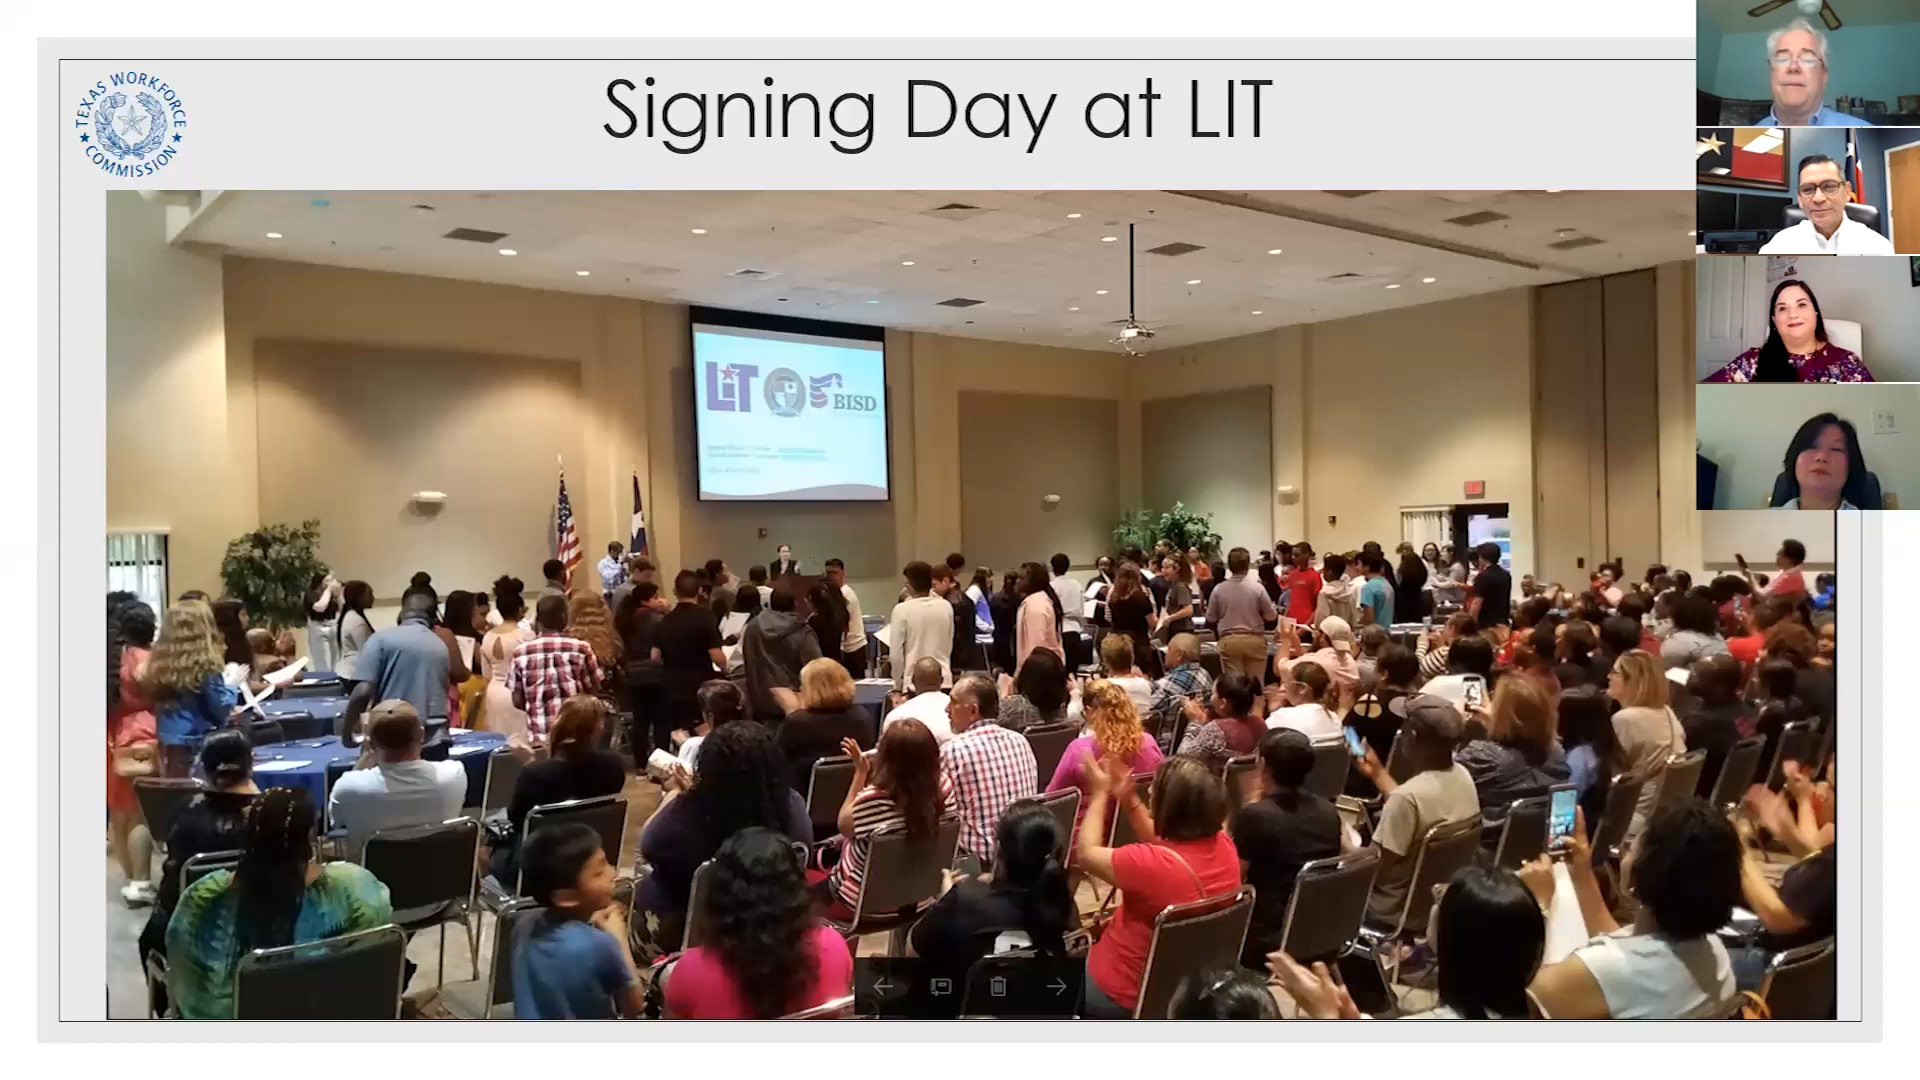 Signing Day at LIT
TEXAS WORKFORCE
COMMISSION
LIT
BISD